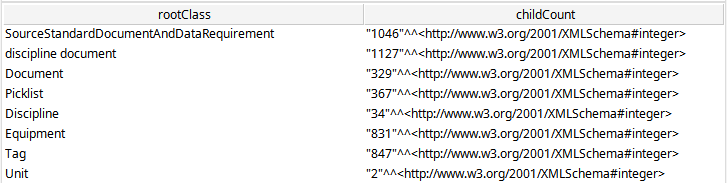 rootClass childCount
SourceStandardDocumentAndDataRequirement "1046"^^<http://www.w3.org/2001/XMLSchema#integer>
discipline document "1127"^^<http://www.w3.org/2001/XMLSchema#integer>
Document "329"^^<http://www.w3.org/2001/XMLSchema#integer>
Picklist "367"^^<http://www.w3.org/2001/XMLSchema#integer>
Discipline "34"^^<http://www.w3.org/2001/XMLSchema#integer>
Equipment "831"^^<http://www.w3.org/2001/XMLSchema#integer>
Tag "847"^^<http://www.w3.org/2001/XMLSchema#integer>
Unit "2"^^<http://www.w3.org/2001/XMLSchema#integer>